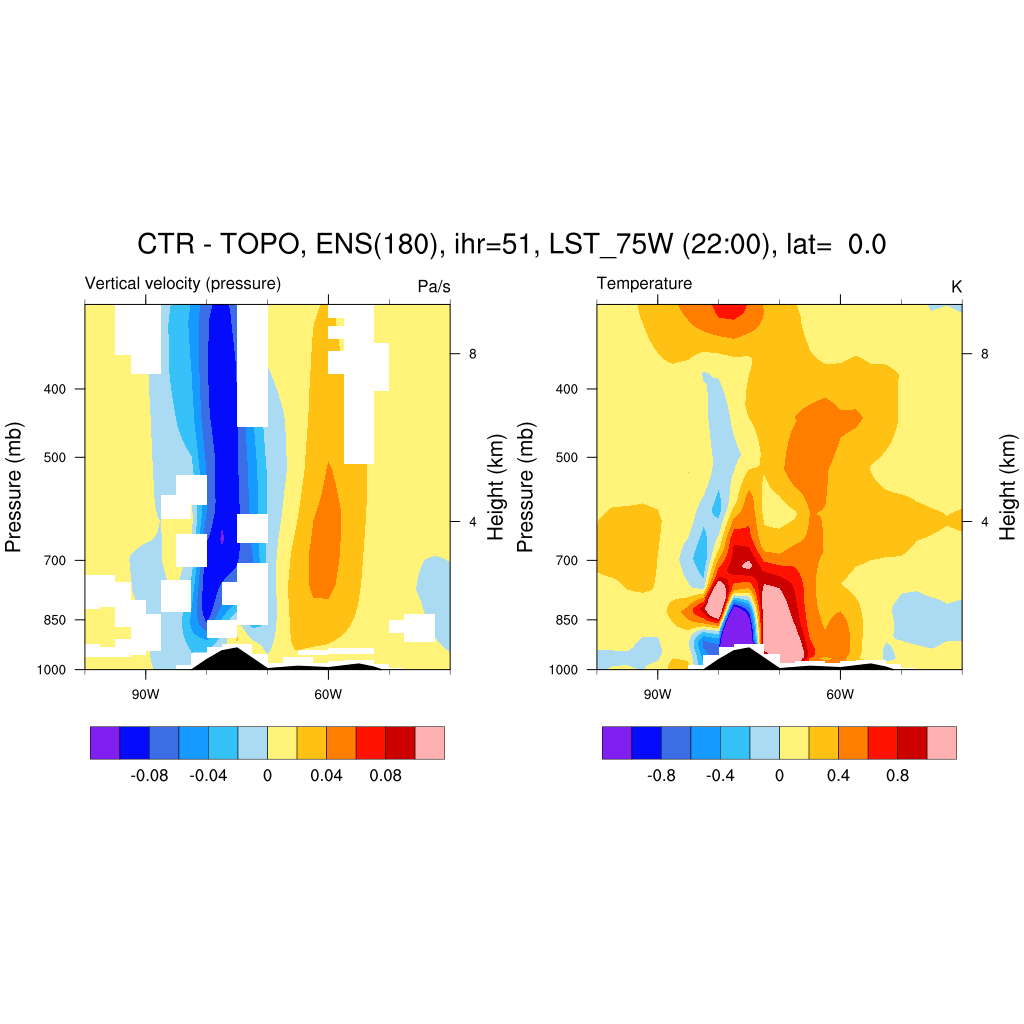 CTR - TOPO, ENS(180), ihr=51, LST_75W (22:00), lat=  0.0
Vertical velocity (pressure)
Pa/s
Pressure (mb)
400
500
700
850
1000
90W
60W
8
4
Height (km)
-0.08
-0.04
0
0.04
0.08
Temperature
K
Pressure (mb)
400
500
700
850
1000
90W
60W
8
4
Height (km)
-0.8
-0.4
0
0.4
0.8